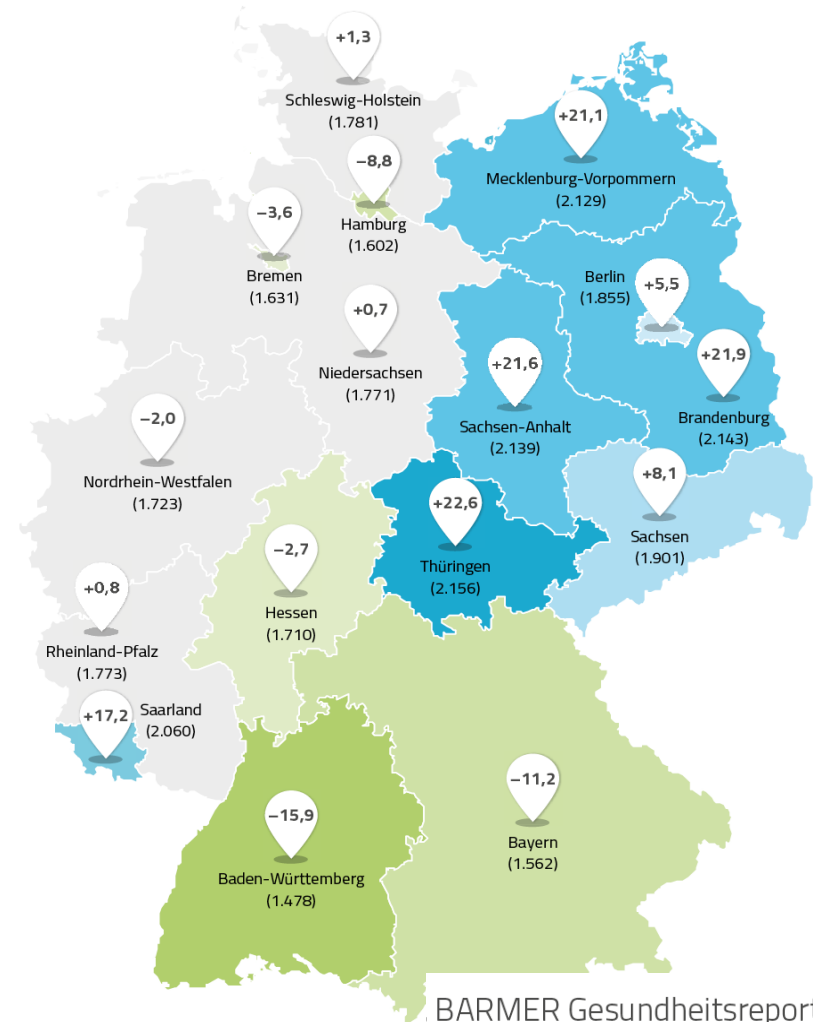 +1,3
Schleswig-Holstein
(1.781)
+21,1
Mecklenburg-Vorpommern
(2.129)
–8,8
Hamburg
(1.602)
–3,6
Bremen
(1.631)
Berlin
(1.855)
+5,5
+0,7
Niedersachsen
(1.771)
+21,9
Brandenburg
(2.143)
+21,6
Sachsen-Anhalt
(2.139)
–2,0
Nordrhein-Westfalen
(1.723)
+8,1
Sachsen
(1.901)
+22,6
Thüringen
(2.156)
–2,7
Hessen
(1.710)
+0,8
Rheinland-Pfalz
(1.773)
+17,2
Saarland
(2.060)
–11,2
Bayern
(1.562)
–15,9
Baden-Württemberg
(1.478)
BARMER Gesundheitsreport